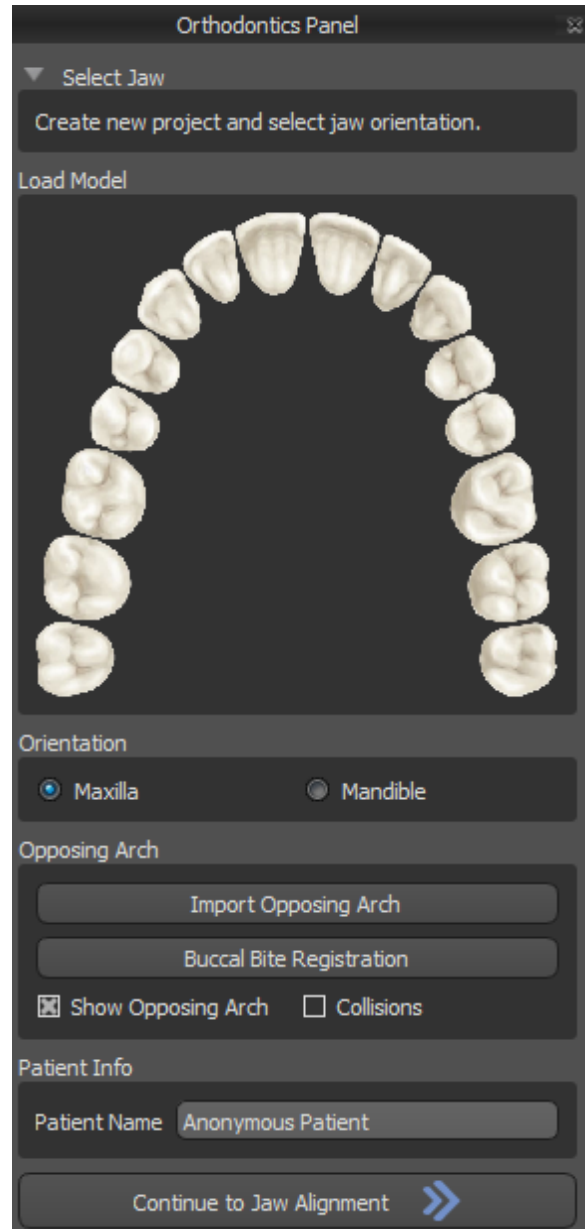 Orthodontics Panel
Select Jaw
Create new project and select jaw orientation.
Load Model
Orientation
Maxilla
Mandible
Opposing Arch
Import Opposing Arch
Buccal Bite Registration
Show Opposing Arch
Collisions
Patient Info
Patient Name Anonymous Patient
Continue to Jaw Alignment